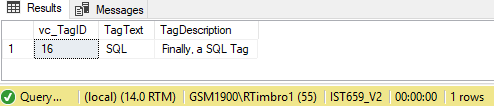 Results Messages
vc_TagID TagText TagDescription
1 16 SQL Finally, a SQL Tag
Query... (local) (14.0 RTM) GSM1900\RTimbro1 (55) IST659_V2 00:00:00 1 rows